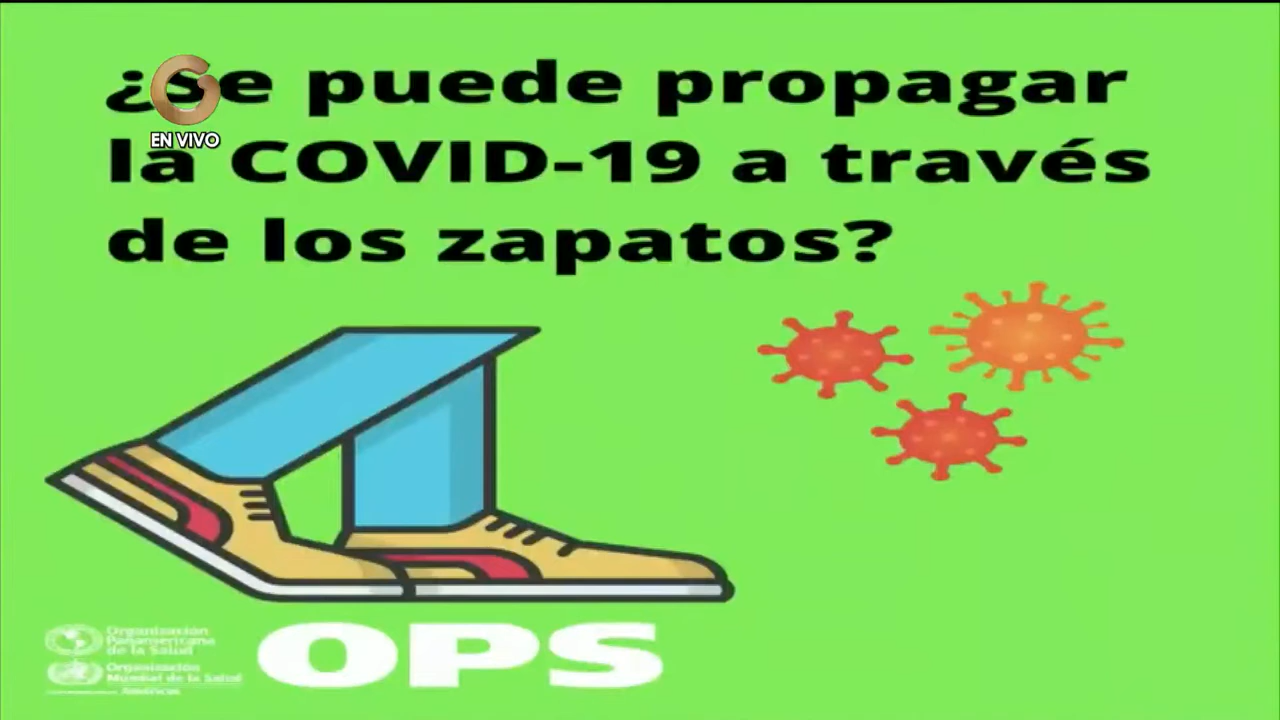 ¿se puede propagar
la COVID-19 a través
de los zapatos?
EN VIVO
Organización
Panamericana
de la Salud
Organización
Mundial de la Salud
Américas
OPS